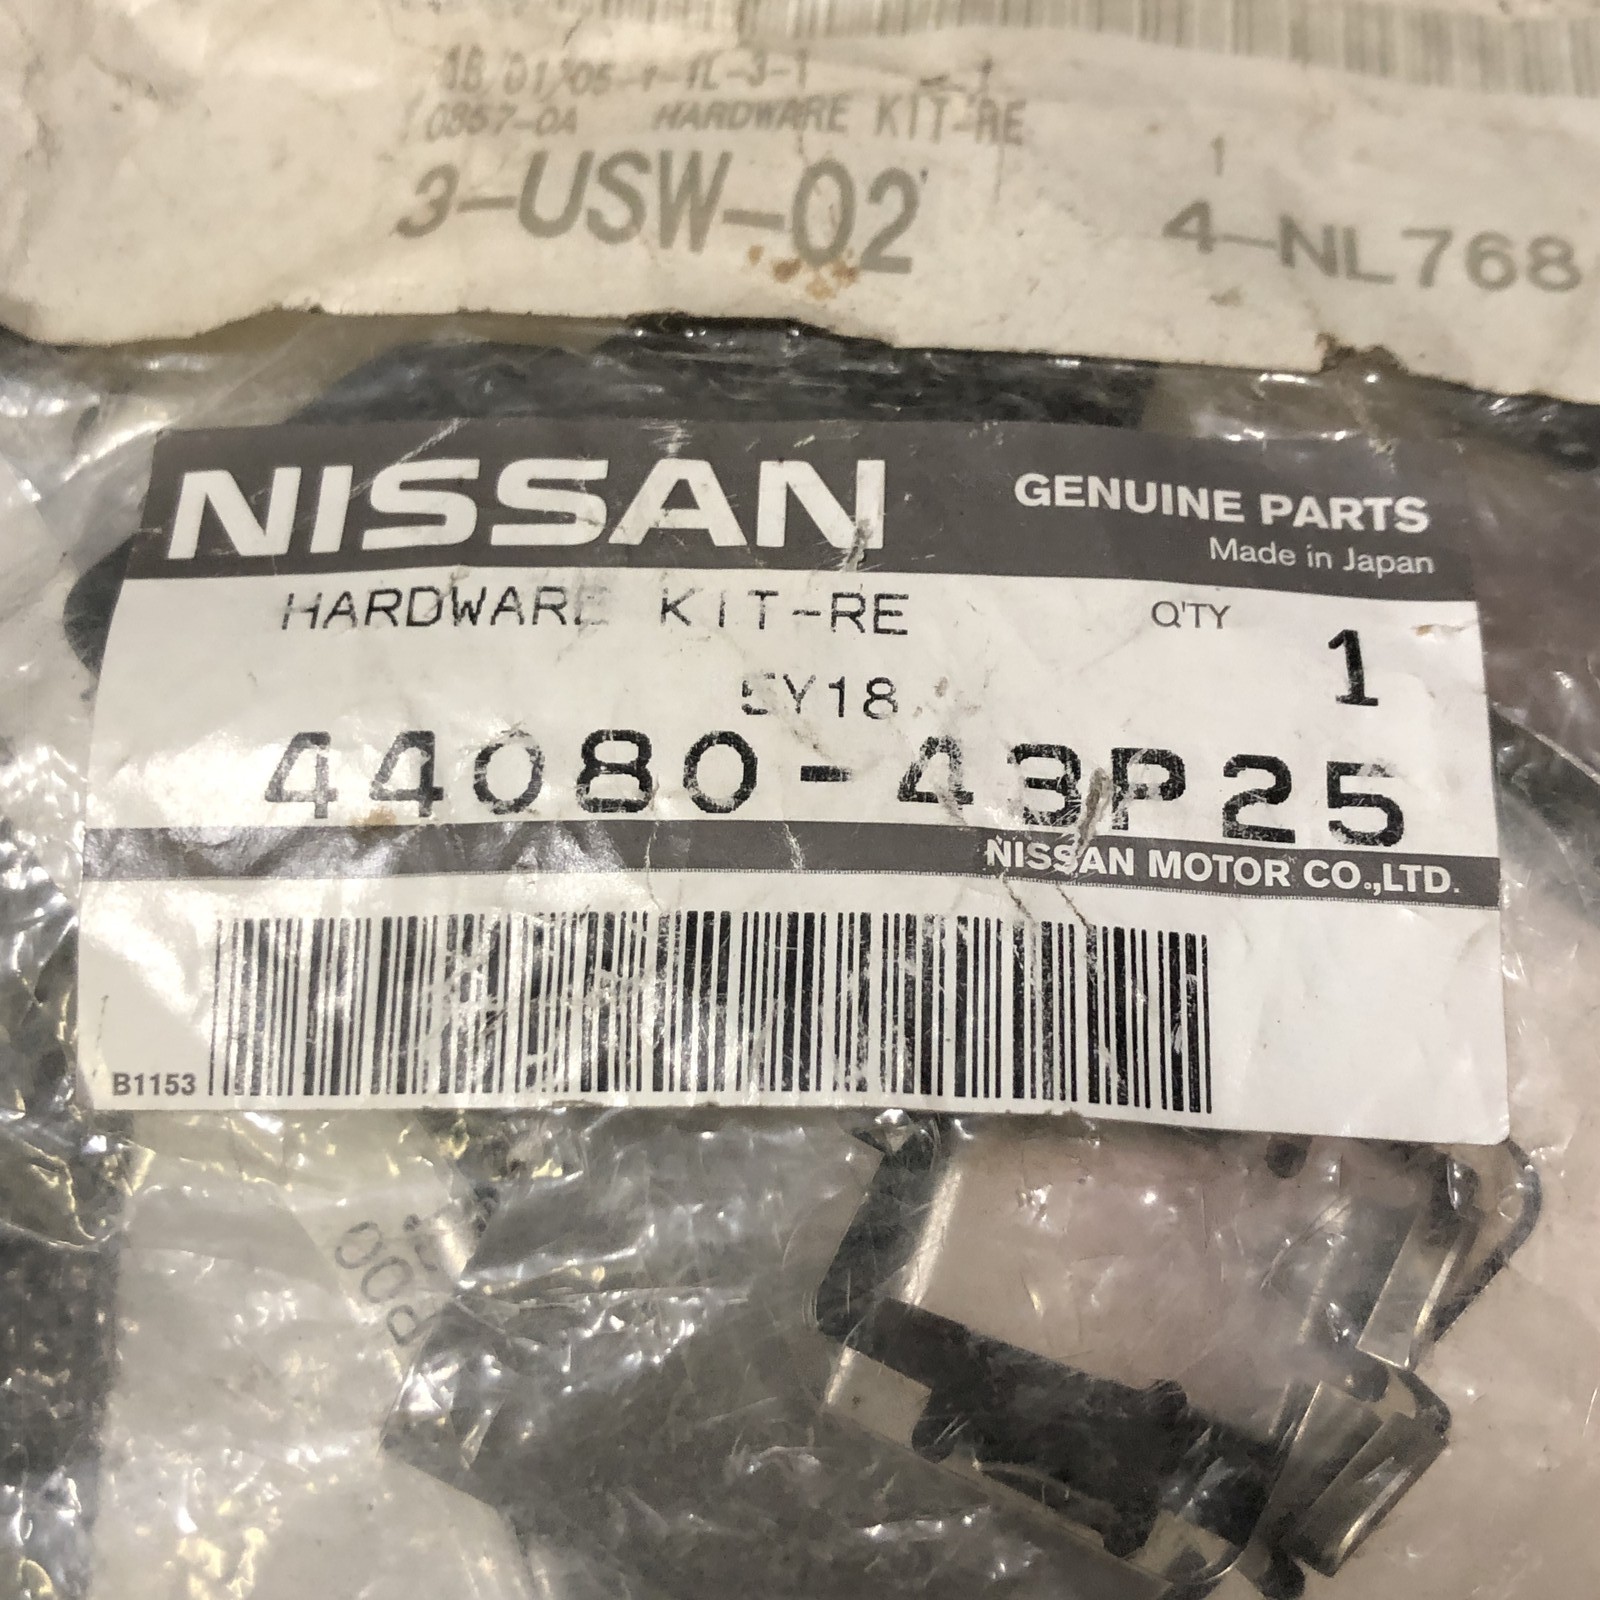 HARDWARE KIT-RE
3-USW-02
1
4-NL768
NISSAN
GENUINE PARTS
Made in Japan
HARDWARE KIT-RE
Q'TY
1
5Y18
44080-43P25
NISSAN MOTOR CO.,LTD.
B1153